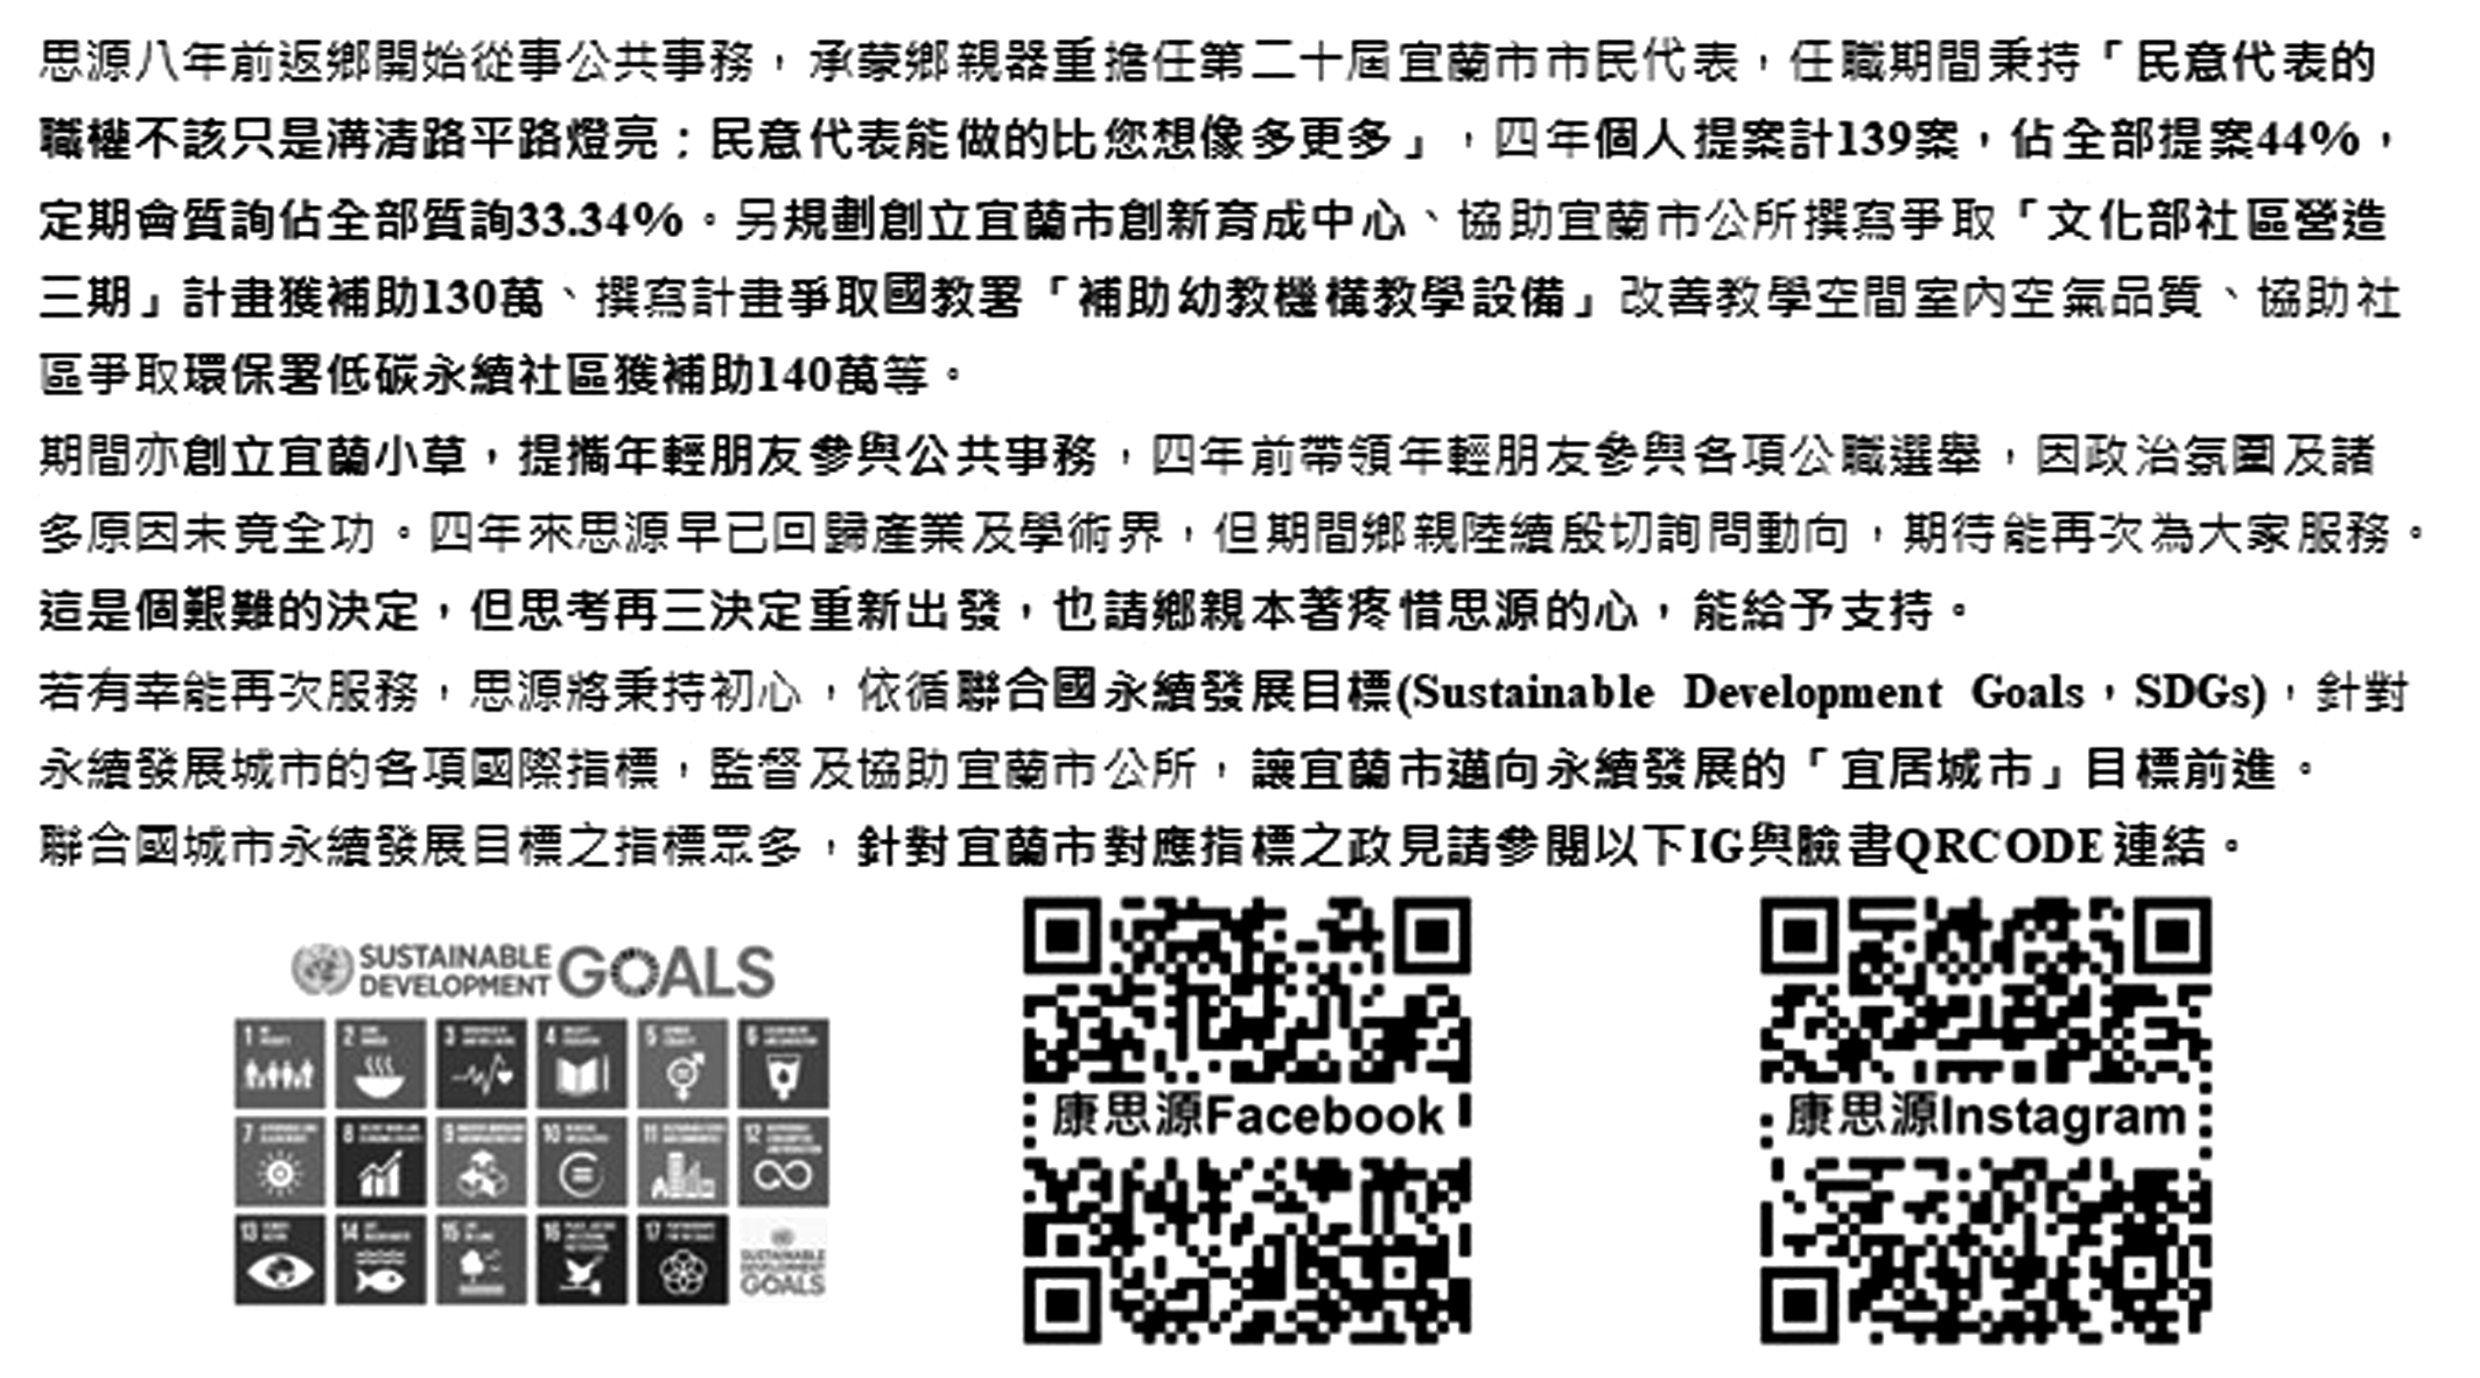 思源八年前返鄉開始從事公共事務，承蒙鄉親器重擔任第二十屆宜蘭市市民代表，任職期間秉持「民意代表的
職權不該只是溝清路平路燈亮；民意代表能做的比您想像多更多」，四年個人提案計139案，佔全部提案44%，
定期會質詢佔全部質詢33.34%。另規劃創立宜蘭市創新育成中心、協助宜蘭市公所撰寫爭取「文化部社區營造
三期」計畫獲補助130萬、撰寫計畫爭取國教署「補助幼教機構教學設備」改善教學空間室內空氣品質、協助社
區爭取環保署低碳永續社區獲補助140萬等。
期間亦創立宜蘭小草，提攜年輕朋友參與公共事務，四年前帶領年輕朋友參與各項公職選舉，因政治氛圍及諸
多原因未竟全功。四年來思源早已回歸產業及學術界，但期間鄉親陸續殷切詢問動向，期待能再次為大家服務。
這是個艱難的決定，但思考再三決定重新出發，也請鄉親本著疼惜思源的心，能給予支持。
若有幸能再次服務，思源將秉持初心，依循聯合國永續發展目標(Sustainable Development Goals，SDGs)，針對
永續發展城市的各項國際指標，監督及協助宜蘭市公所，讓宜蘭市邁向永續發展的「宜居城市」目標前進。
聯合國城市永續發展目標之指標眾多，針對宜蘭市對應指標之政見請參閱以下IG與臉書QRCODE連結。
SUSTAINABLE
DEVELOPMENT GOALS
1 2 3 4 5 6
7 8 9 10 11 12
13 14 15 16 17
SUSTAINABLE
DEVELOPMENT
GOALS
康思源Facebook
康思源Instagram